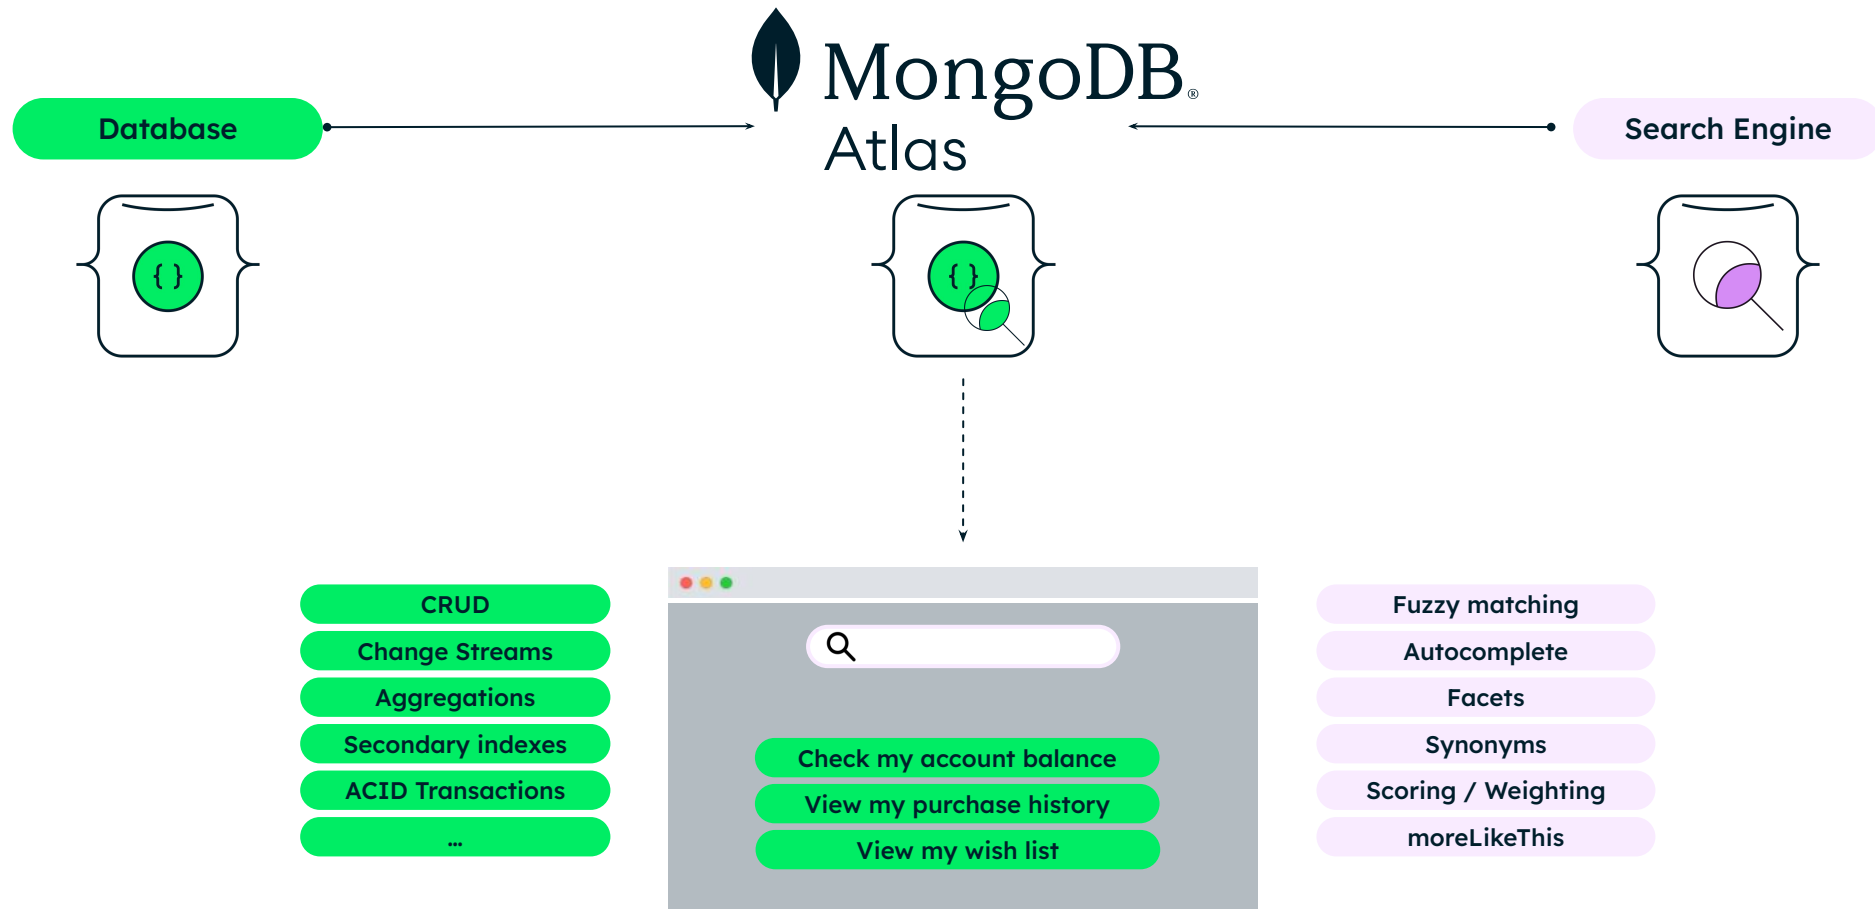 MongoDB®
Atlas
Database
Search Engine
{ }
{ }
CRUD
Change Streams
Aggregations
Secondary indexes
ACID Transactions
...
Check my account balance
View my purchase history
View my wish list
Fuzzy matching
Autocomplete
Facets
Synonyms
Scoring / Weighting
moreLikeThis